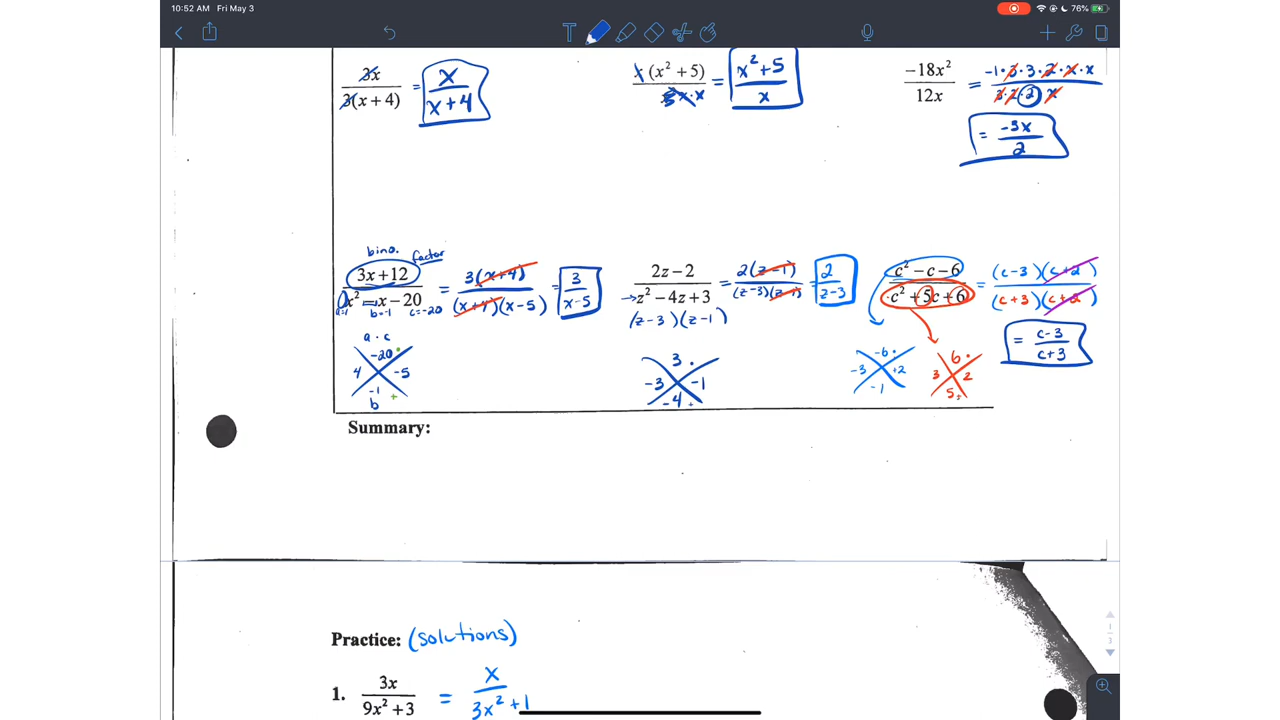 10:52 AM Fri May 3
76%
3x / 3(x + 4) = x / x+4
x(x² + 5) / x·x = x²+5 / x
−18x² / 12x = -1·3·3·2·x·x / 3·2·2·x
= -3x / 2
bino.
factor
3x + 12 / x² − x − 20 = 3(x+4) / (x+4)(x-5) = 3 / x-5
a=1 b=-1 c=-20
2z − 2 / z² − 4z + 3 = 2(z-1) / (z-3)(z-1) = 2 / z-3
(z-3)(z-1)
c² − c − 6 / c² + 5c + 6 = (c-3)(c+2) / (c+3)(c+2)
= c-3 / c+3
a · c
-20
4 -5
-1
b
3
-3 -1
-4
-6
-3 +2
-1
6
3 2
5
Summary:
Practice: (solutions)
1. 3x / 9x² + 3 = x / 3x² + 1
1
3